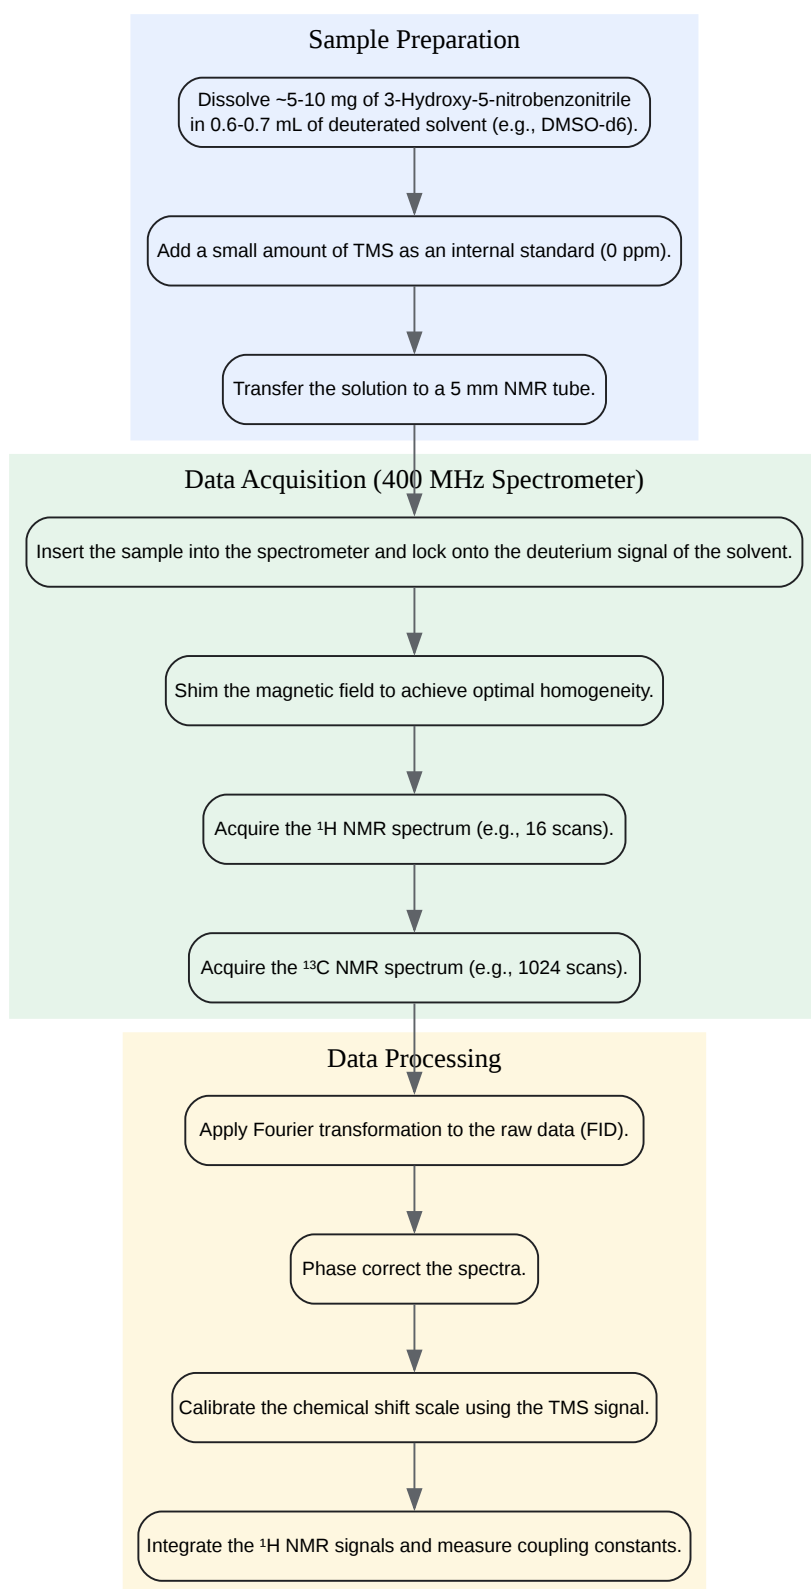 Sample Preparation
Dissolve ~5-10 mg of 3-Hydroxy-5-nitrobenzonitrile
in 0.6-0.7 mL of deuterated solvent (e.g., DMSO-d6).
Add a small amount of TMS as an internal standard (0 ppm).
Transfer the solution to a 5 mm NMR tube.
Data Acquisition (400 MHz Spectrometer)
Insert the sample into the spectrometer and lock onto the deuterium signal of the solvent.
Shim the magnetic field to achieve optimal homogeneity.
Acquire the ¹H NMR spectrum (e.g., 16 scans).
Acquire the ¹³C NMR spectrum (e.g., 1024 scans).
Data Processing
Apply Fourier transformation to the raw data (FID).
Phase correct the spectra.
Calibrate the chemical shift scale using the TMS signal.
Integrate the ¹H NMR signals and measure coupling constants.